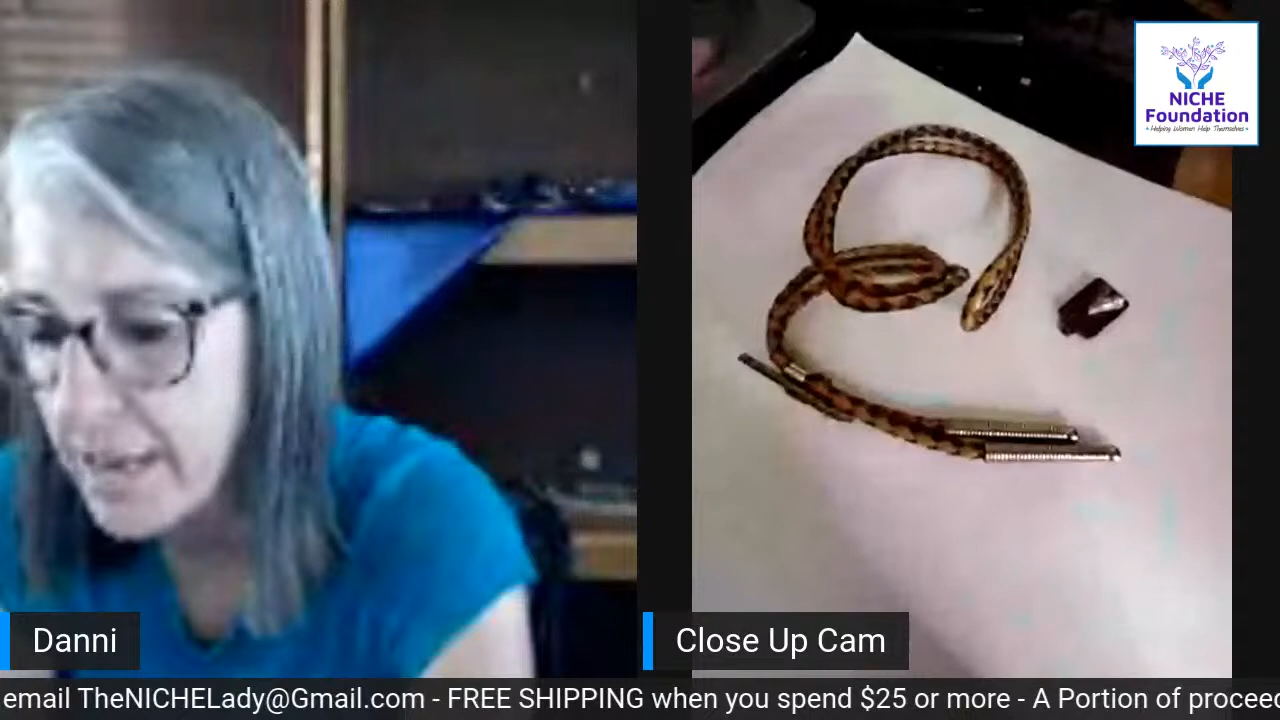 NICHE
Foundation
* Helping Women Help Themselves *
Danni
Close Up Cam
email TheNICHELady@Gmail.com - FREE SHIPPING when you spend $25 or more - A Portion of proceed